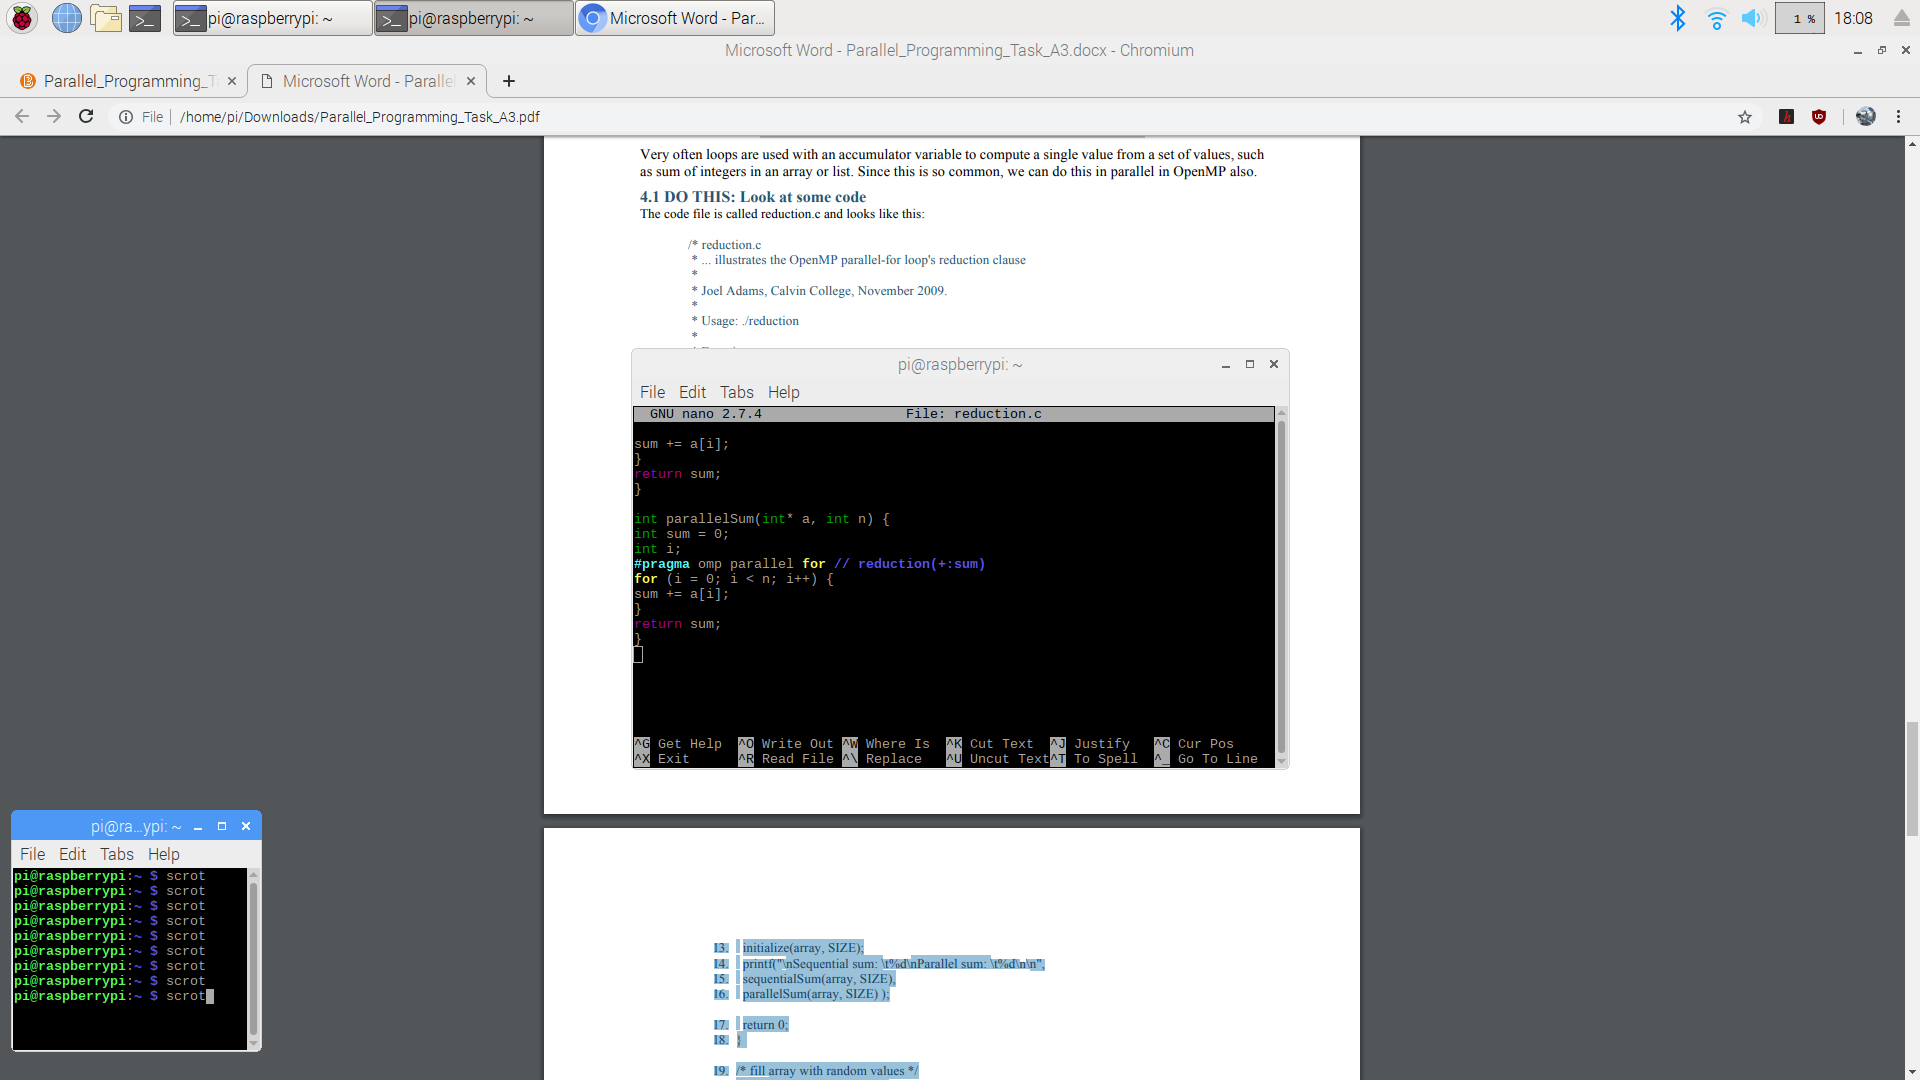 pi@raspberrypi: ~
pi@raspberrypi: ~
Microsoft Word - Par...
1 %
18:08
Microsoft Word - Parallel_Programming_Task_A3.docx - Chromium
Parallel_Programming_T
Microsoft Word - Parallel
File
/home/pi/Downloads/Parallel_Programming_Task_A3.pdf
Very often loops are used with an accumulator variable to compute a single value from a set of values, such
as sum of integers in an array or list. Since this is so common, we can do this in parallel in OpenMP also.
4.1 DO THIS: Look at some code
The code file is called reduction.c and looks like this:
/* reduction.c
* ... illustrates the OpenMP parallel-for loop's reduction clause
*
* Joel Adams, Calvin College, November 2009.
*
* Usage: ./reduction
*
pi@raspberrypi: ~
File Edit Tabs Help
GNU nano 2.7.4 File: reduction.c
sum += a[i];
}
return sum;
}
int parallelSum(int* a, int n) {
int sum = 0;
int i;
#pragma omp parallel for // reduction(+:sum)
for (i = 0; i < n; i++) {
sum += a[i];
}
return sum;
}
^G Get Help ^O Write Out ^W Where Is ^K Cut Text ^J Justify ^C Cur Pos
^X Exit ^R Read File ^\ Replace ^U Uncut Text ^T To Spell ^_ Go To Line
pi@ra...ypi: ~
File Edit Tabs Help
pi@raspberrypi:~ $ scrot
pi@raspberrypi:~ $ scrot
pi@raspberrypi:~ $ scrot
pi@raspberrypi:~ $ scrot
pi@raspberrypi:~ $ scrot
pi@raspberrypi:~ $ scrot
pi@raspberrypi:~ $ scrot
pi@raspberrypi:~ $ scrot
pi@raspberrypi:~ $ scrot
13. initialize(array, SIZE);
14. printf("\nSequential sum: \t%d\nParallel sum: \t%d\n\n",
15. sequentialSum(array, SIZE),
16. parallelSum(array, SIZE) );
17. return 0;
18. }
19. /* fill array with random values */